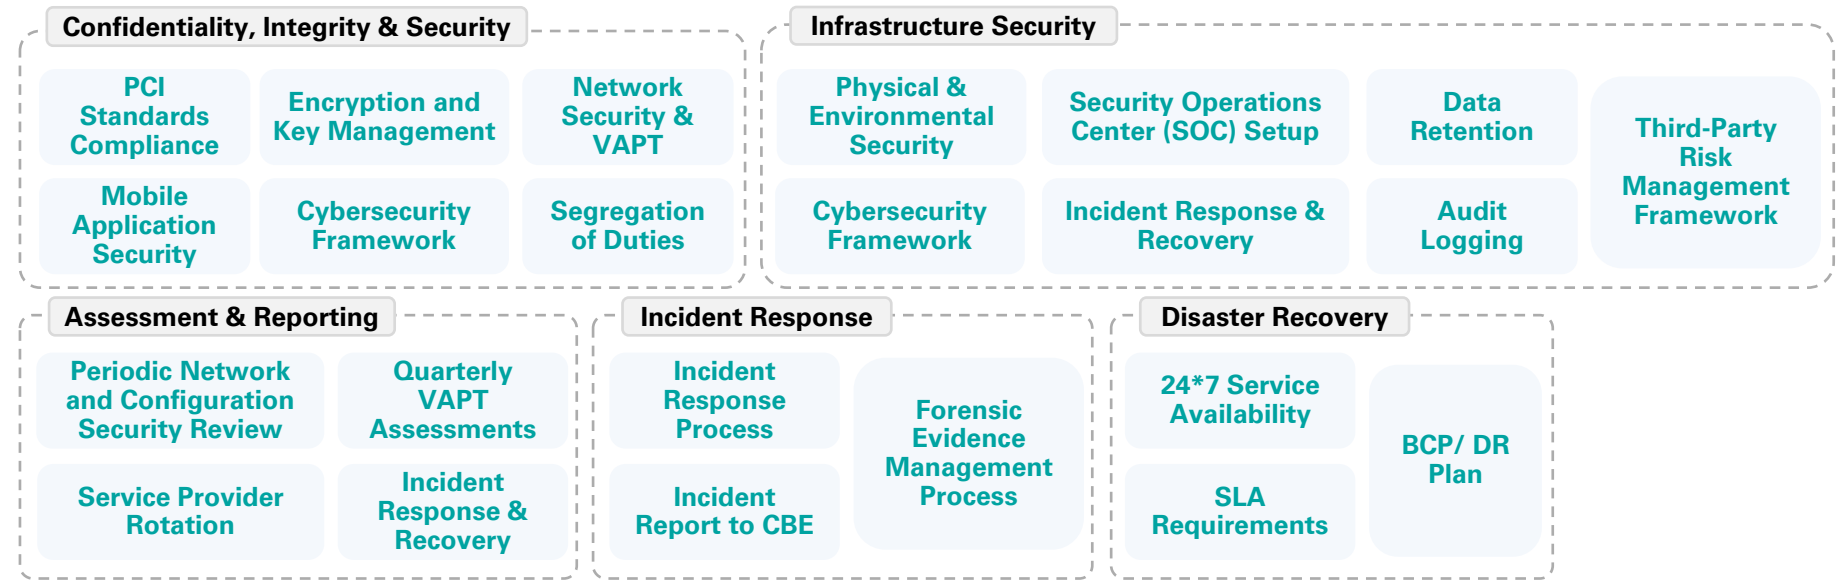 Confidentiality, Integrity & Security
PCI
Standards
Compliance
Encryption and
Key Management
Network
Security &
VAPT
Mobile
Application
Security
Cybersecurity
Framework
Segregation
of Duties
Infrastructure Security
Physical &
Environmental
Security
Security Operations
Center (SOC) Setup
Data
Retention
Cybersecurity
Framework
Incident Response &
Recovery
Audit
Logging
Third-Party
Risk
Management
Framework
Assessment & Reporting
Periodic Network
and Configuration
Security Review
Quarterly
VAPT
Assessments
Service Provider
Rotation
Incident
Response &
Recovery
Incident Response
Incident
Response
Process
Incident
Report to CBE
Forensic
Evidence
Management
Process
Disaster Recovery
24*7 Service
Availability
SLA
Requirements
BCP/ DR
Plan